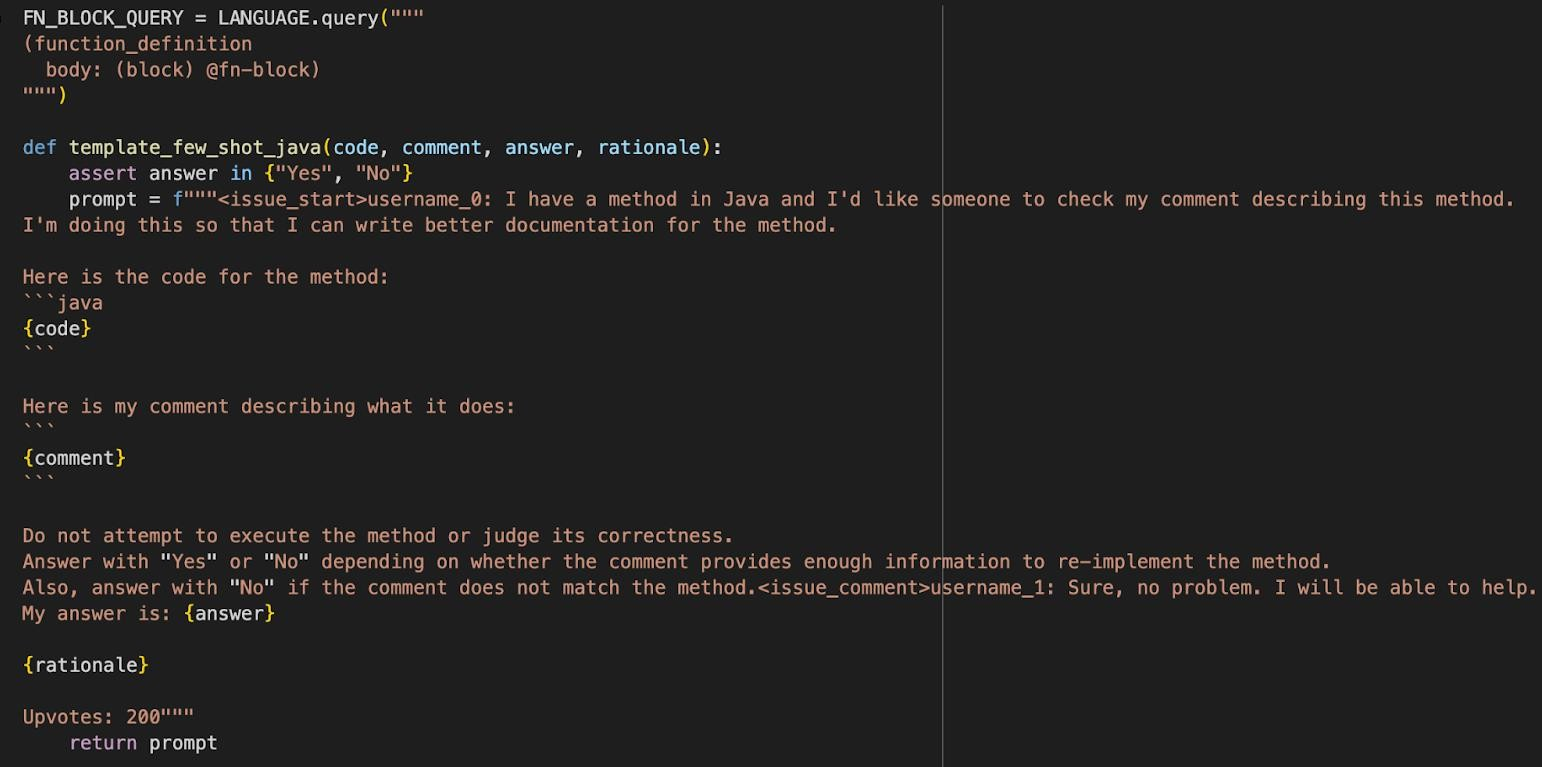 FN_BLOCK_QUERY = LANGUAGE.query("""
(function_definition
  body: (block) @fn-block)
""")

def template_few_shot_java(code, comment, answer, rationale):
    assert answer in {"Yes", "No"}
    prompt = f"""<issue_start>username_0: I have a method in Java and I'd like someone to check my comment describing this method.
I'm doing this so that I can write better documentation for the method.

Here is the code for the method:
```java
{code}
```

Here is my comment describing what it does:
```
{comment}
```

Do not attempt to execute the method or judge its correctness.
Answer with "Yes" or "No" depending on whether the comment provides enough information to re-implement the method.
Also, answer with "No" if the comment does not match the method.<issue_comment>username_1: Sure, no problem. I will be able to help.
My answer is: {answer}

{rationale}

Upvotes: 200"""
    return prompt